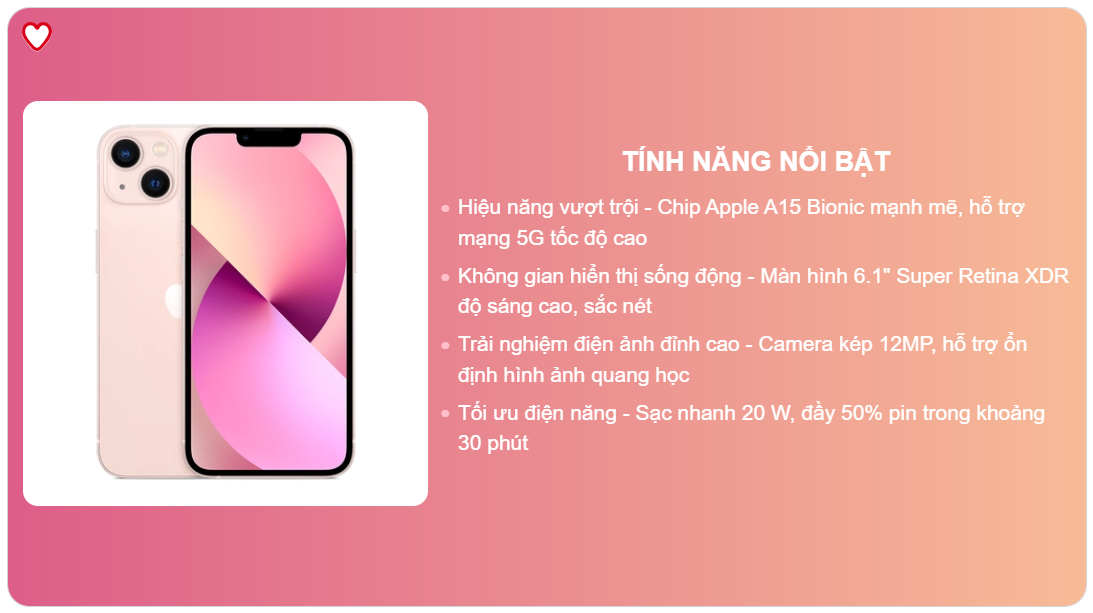 TÍNH NĂNG NỔI BẬT
Hiệu năng vượt trội - Chip Apple A15 Bionic mạnh mẽ, hỗ trợ
mạng 5G tốc độ cao
Không gian hiển thị sống động - Màn hình 6.1" Super Retina XDR
độ sáng cao, sắc nét
Trải nghiệm điện ảnh đỉnh cao - Camera kép 12MP, hỗ trợ ổn
định hình ảnh quang học
Tối ưu điện năng - Sạc nhanh 20 W, đầy 50% pin trong khoảng
30 phút